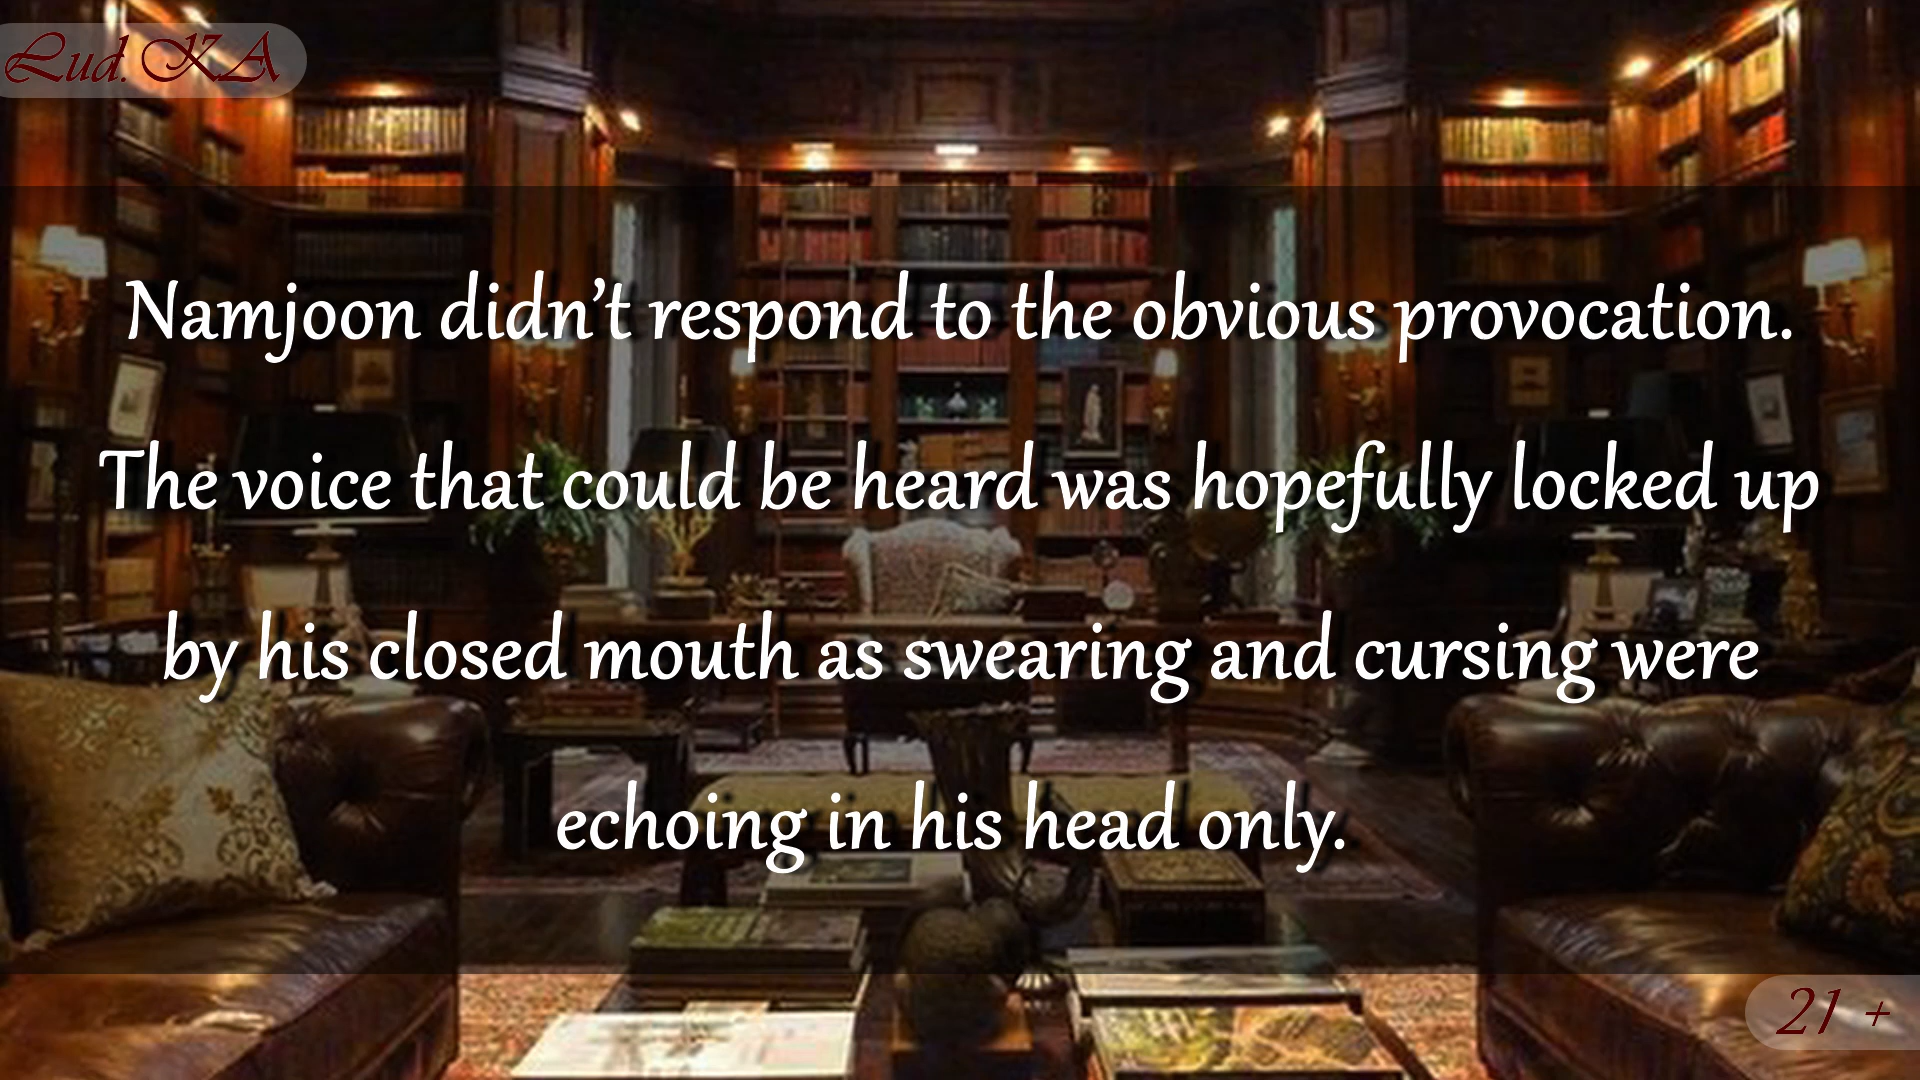 Lud. KA
Namjoon didn’t respond to the obvious provocation.
The voice that could be heard was hopefully locked up
by his closed mouth as swearing and cursing were
echoing in his head only.
21 +